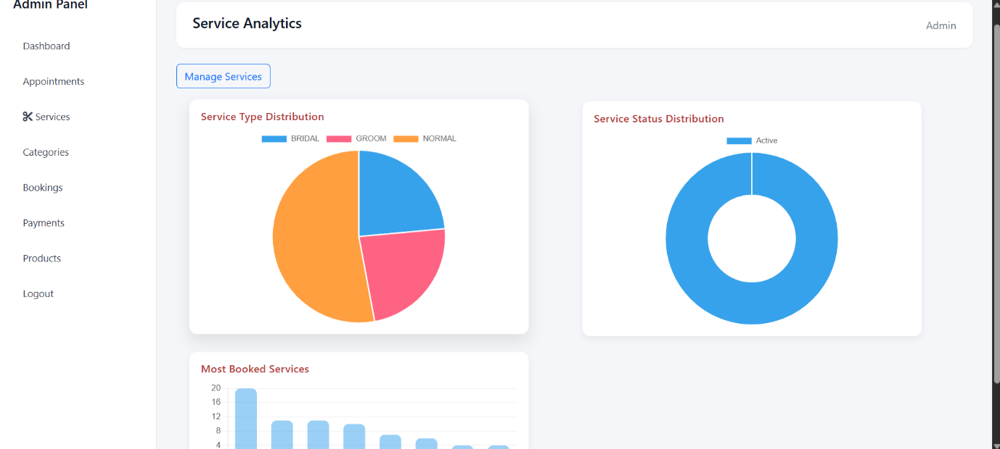 Admin Panel
Dashboard
Appointments
Services
Categories
Bookings
Payments
Products
Logout
Service Analytics
Admin
Manage Services
Service Type Distribution
BRIDAL GROOM NORMAL
Service Status Distribution
Active
Most Booked Services
20
16
12
8
4